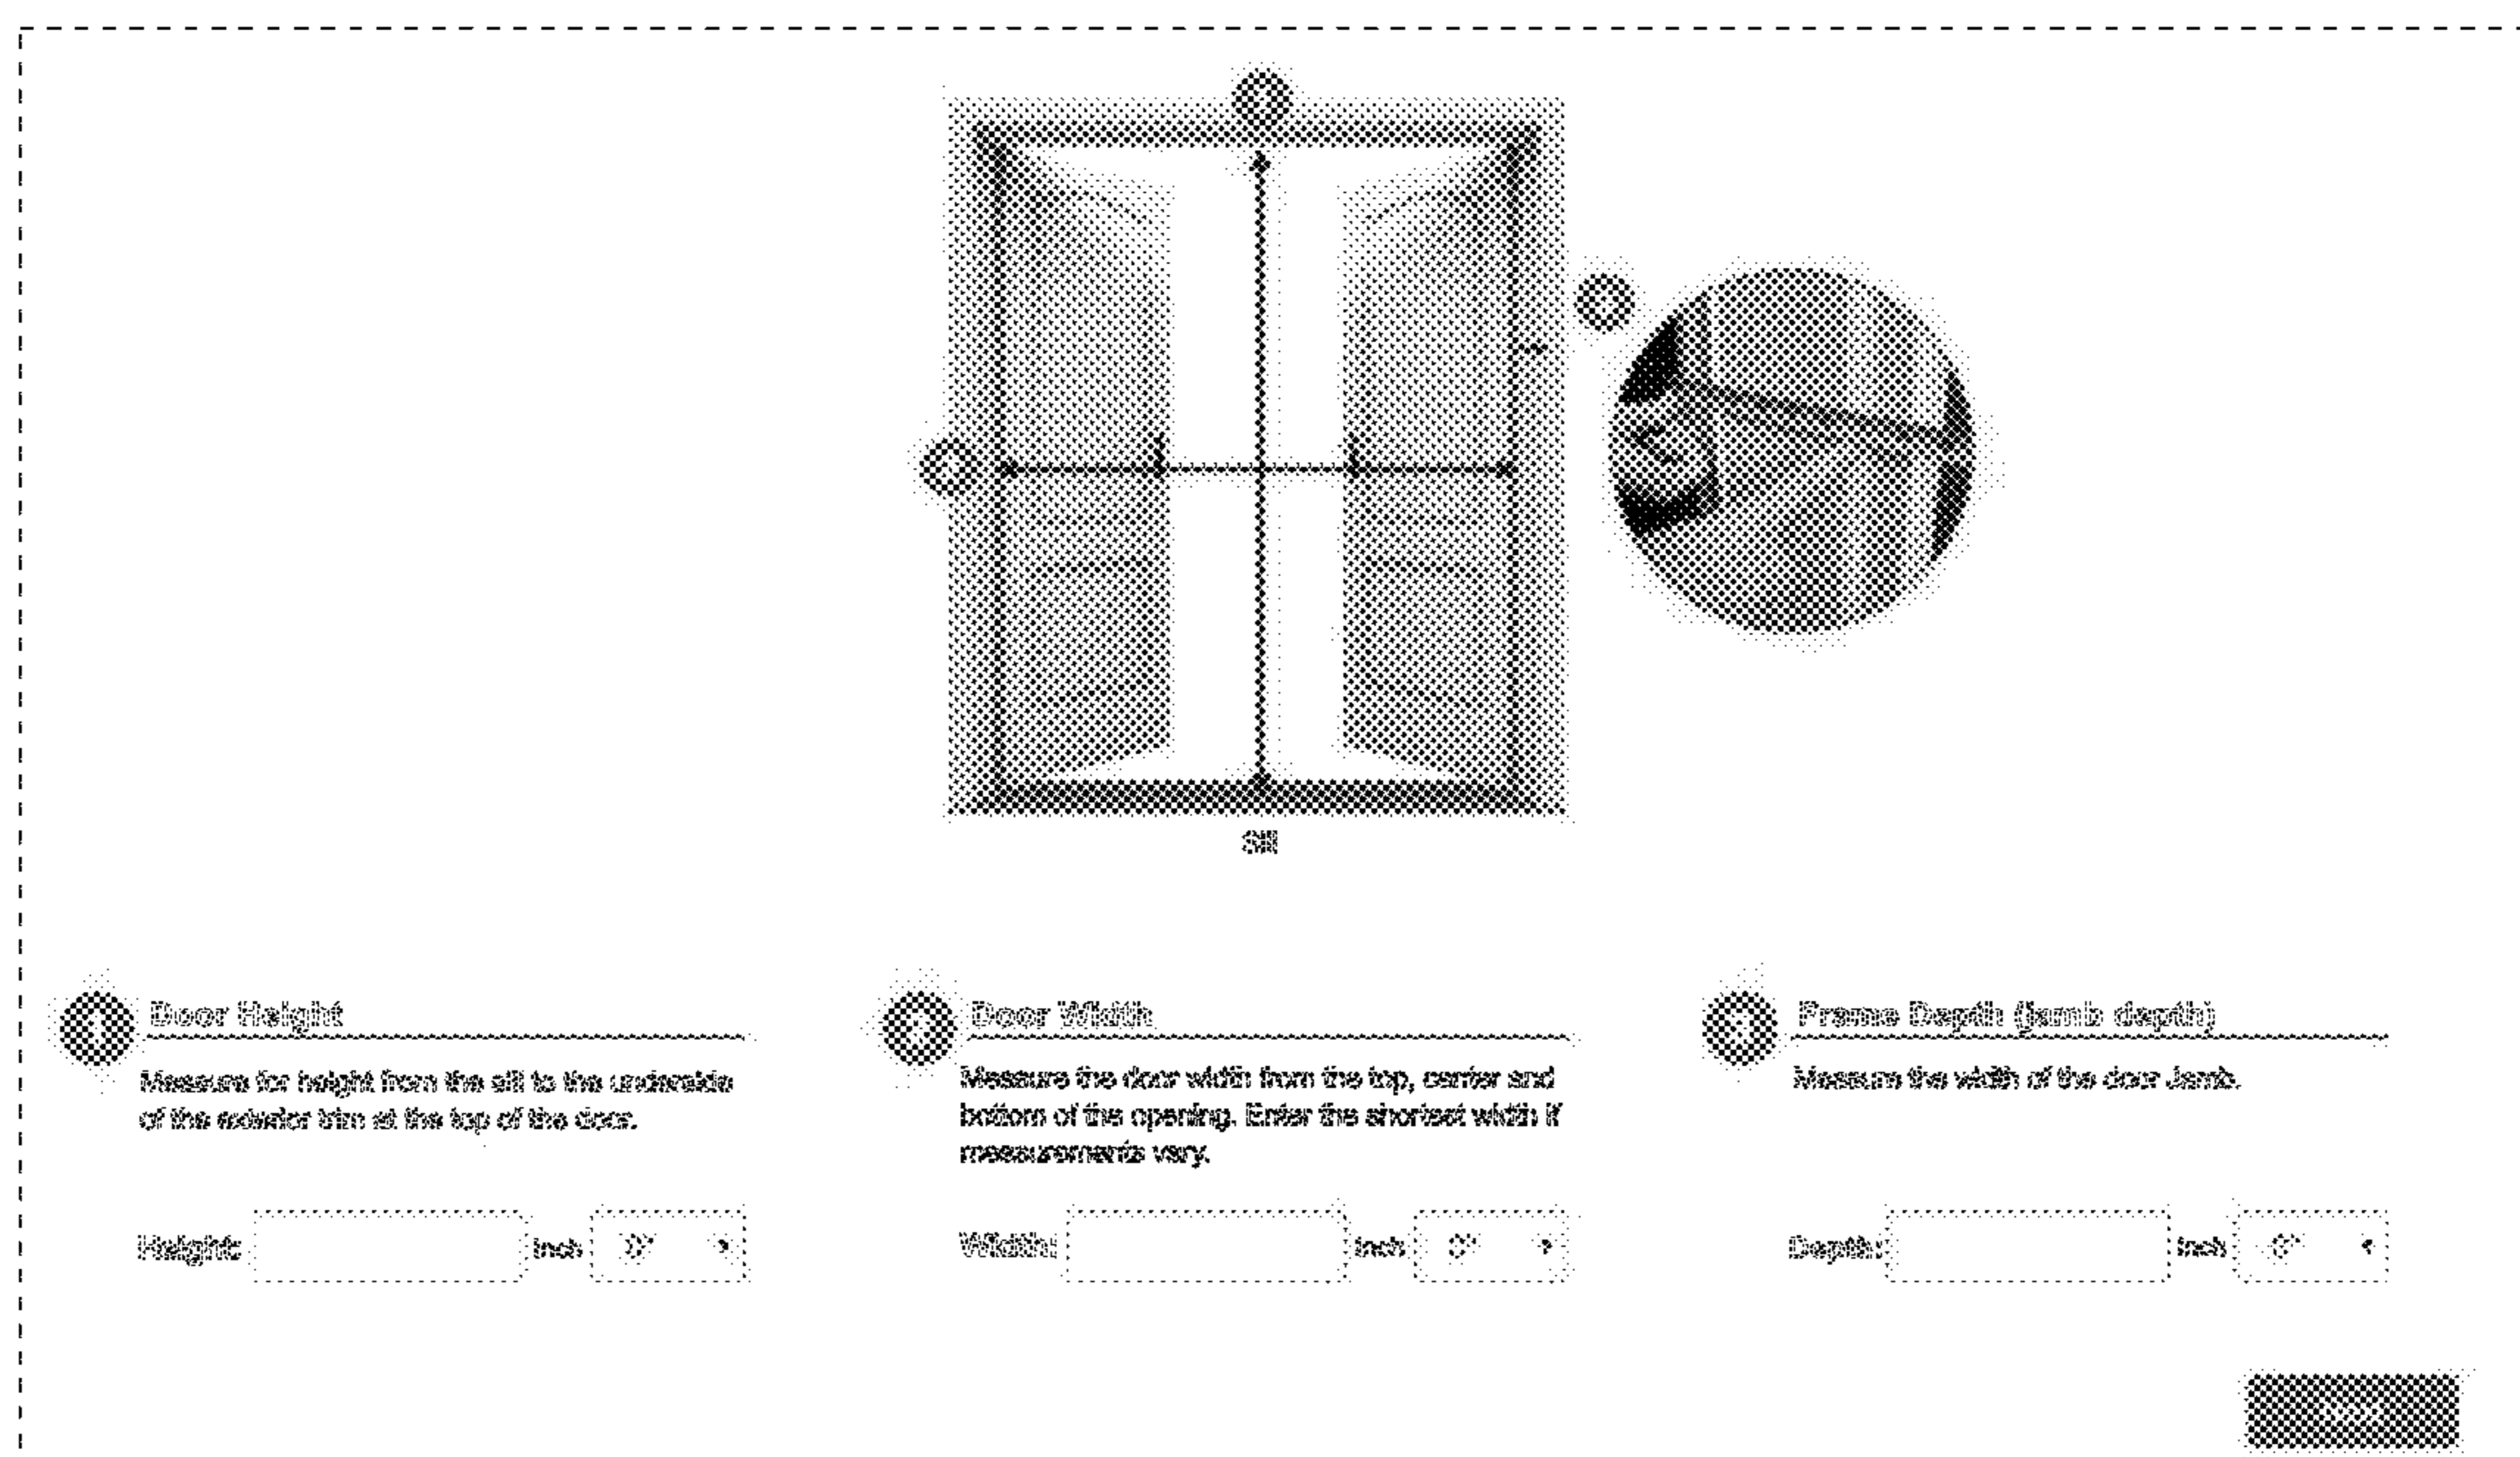 Sill
Door Height
Measure for height from the sill to the underside
of the exterior trim at the top of the door.
Height: Inch 0"
Door Width
Measure the door width from the top, center and
bottom of the opening. Enter the shortest width if
measurements vary.
Width: Inch 0"
Frame Depth (jamb depth)
Measure the width of the door Jamb.
Depth: Inch 0"